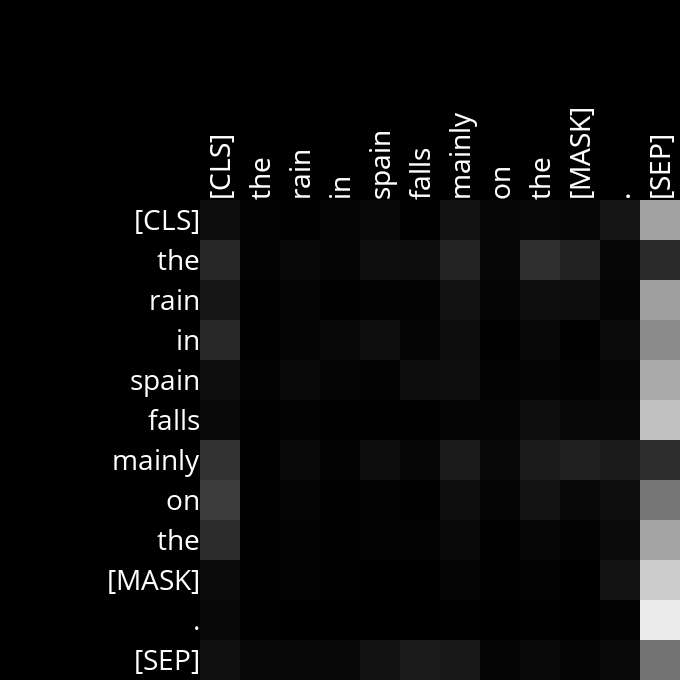 [CLS]
the
rain
in
spain
falls
mainly
on
the
[MASK]
.
[SEP]
[CLS]
the
rain
in
spain
falls
mainly
on
the
[MASK]
.
[SEP]